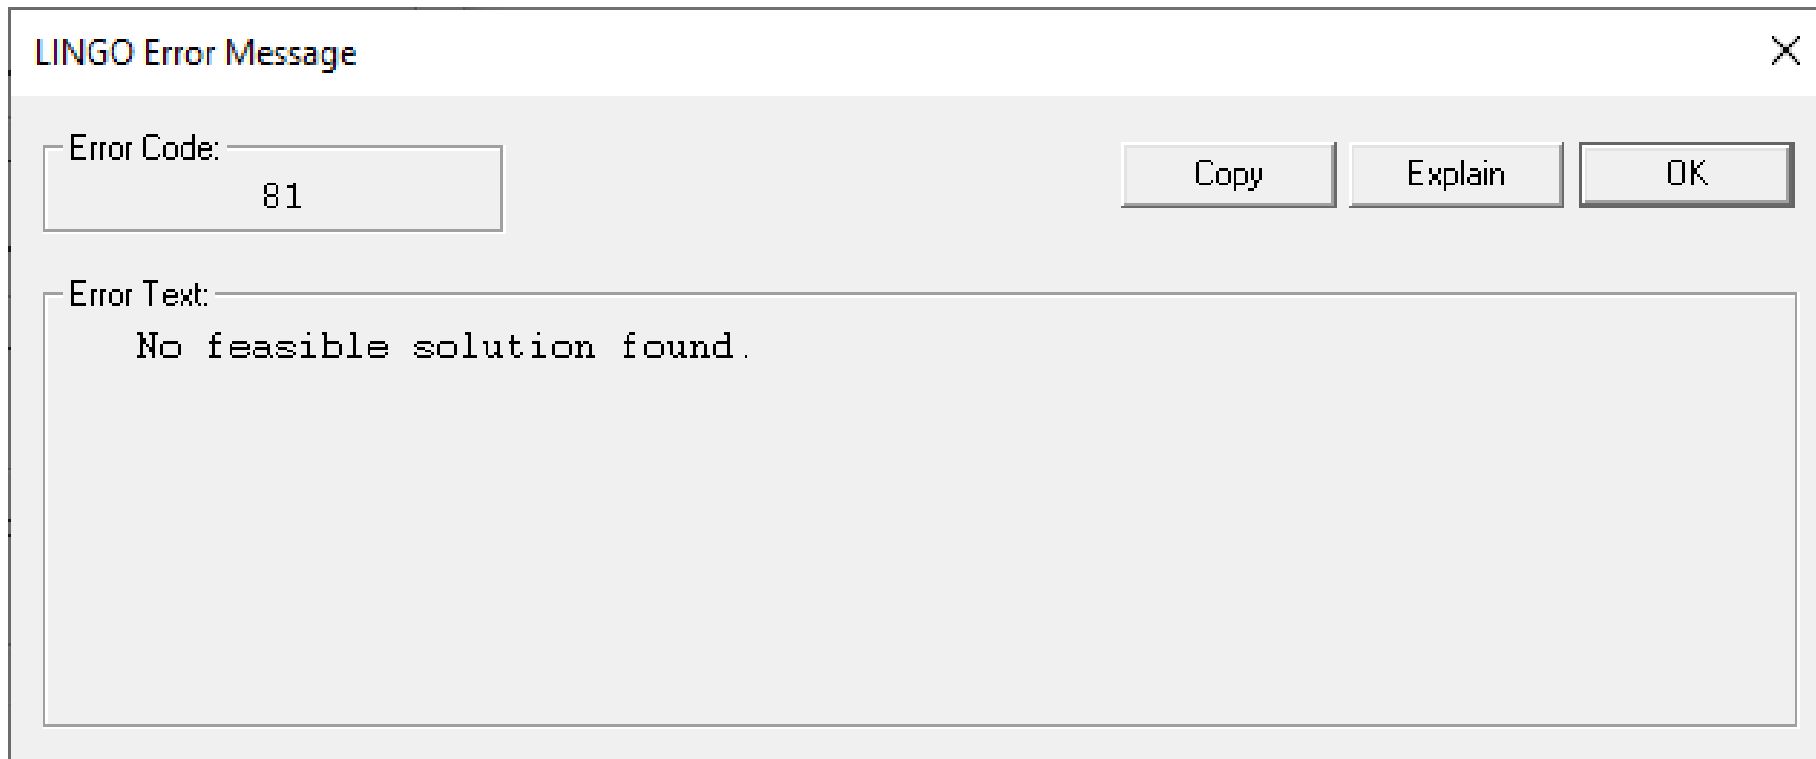 LINGO Error Message
Error Code:
81
Copy
Explain
OK
Error Text:
No feasible solution found.